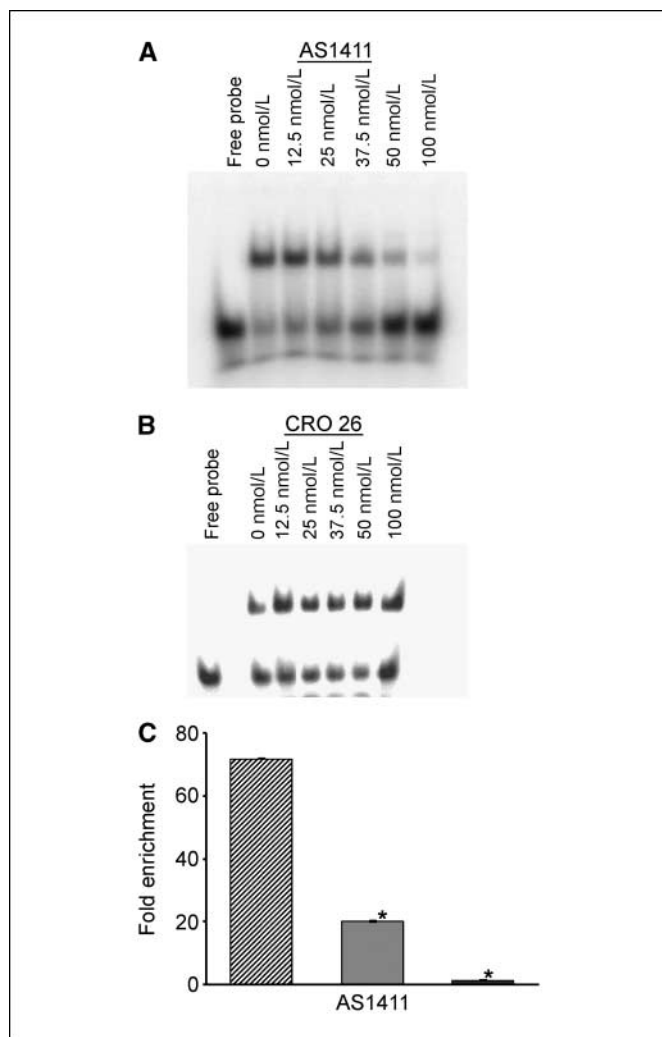 A
AS1411
Free probe
0 nmol/L
12.5 nmol/L
25 nmol/L
37.5 nmol/L
50 nmol/L
100 nmol/L
B
CRO 26
Free probe
0 nmol/L
12.5 nmol/L
25 nmol/L
37.5 nmol/L
50 nmol/L
100 nmol/L
C
Fold enrichment
80
60
40
20
0
*
*
AS1411